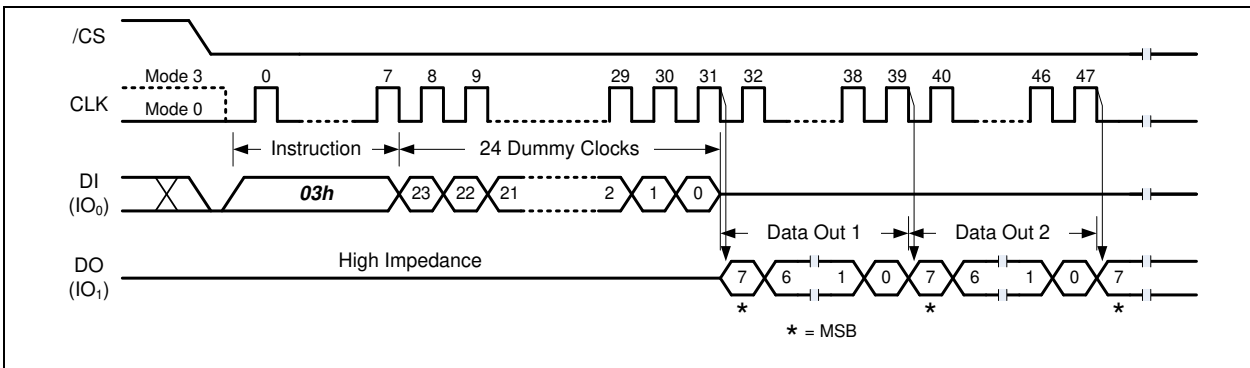 /CS
Mode 3 0 7 8 9 29 30 31 32 38 39 40 46 47
CLK
Mode 0
Instruction 24 Dummy Clocks
DI
(IO0)
03h 23 22 21 2 1 0
Data Out 1 Data Out 2
High Impedance
DO
(IO1)
7 6 1 0 7 6 1 0 7
* * *
* = MSB